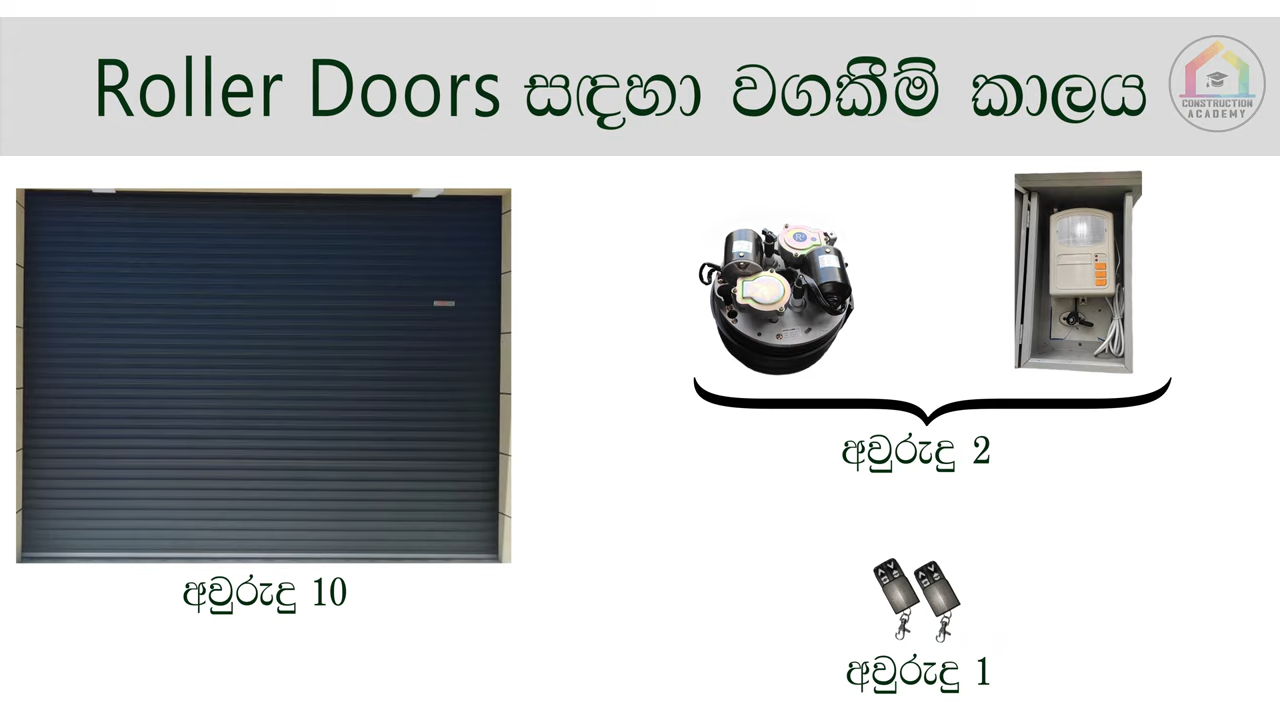 Roller Doors සඳහා වගකීම් කාලය
CONSTRUCTION
ACADEMY
අවුරුදු 10
අවුරුදු 2
අවුරුදු 1